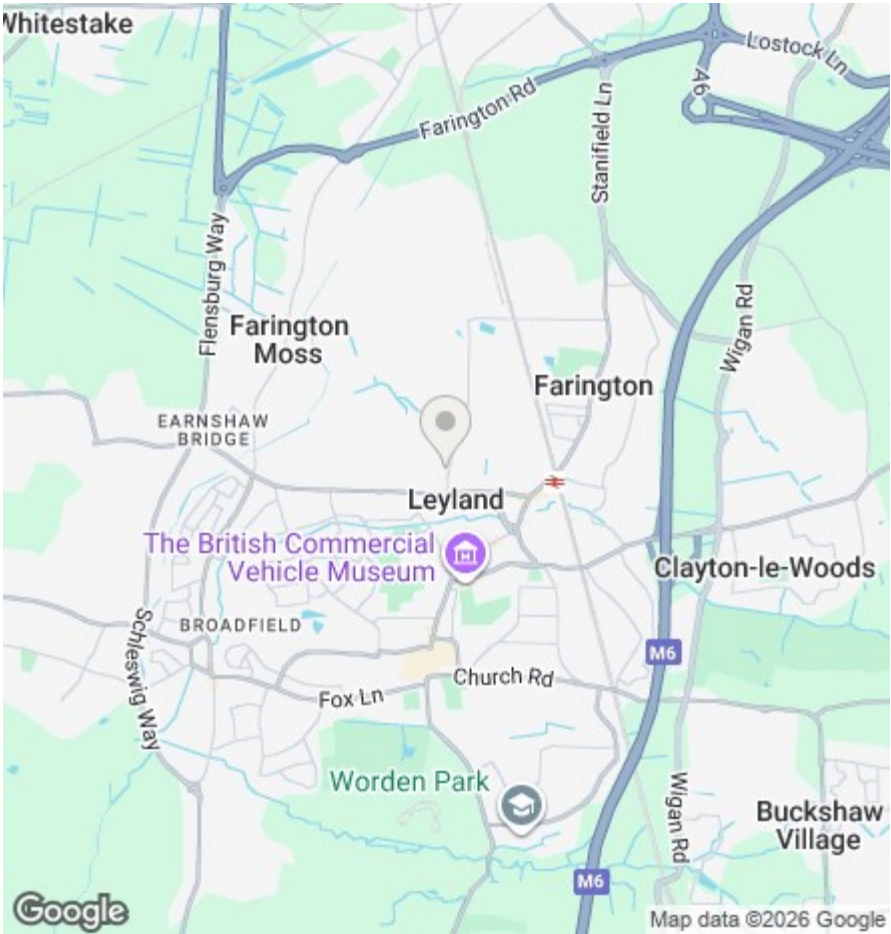 Whitestake
Lostock Ln
A6
Farington Rd
Stanifield Ln
Flensburg Way
Wigan Rd
Farington
Moss
Farington
EARNSHAW
BRIDGE
Leyland
The British Commercial
Vehicle Museum
Clayton-le-Woods
BROADFIELD
Schleswig Way
M6
Church Rd
Fox Ln
Worden Park
Wigan Rd
Buckshaw
Village
M6
Google
Map data ©2026 Google